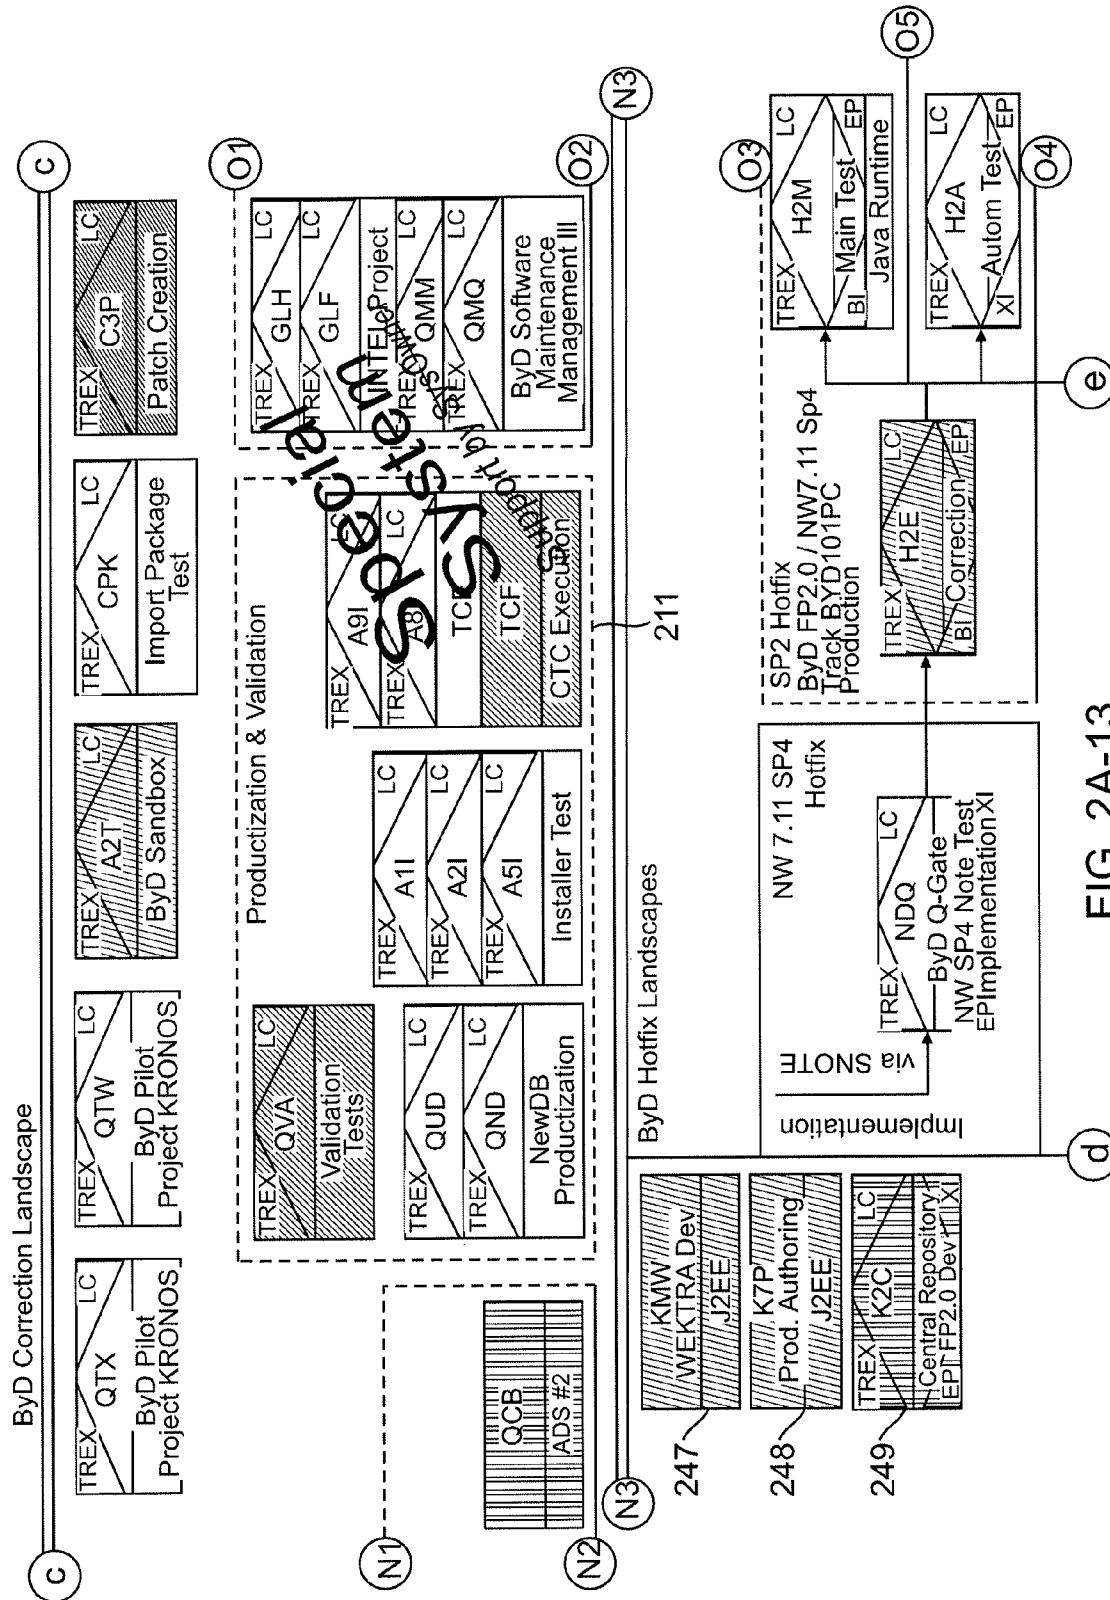 ByD Correction Landscape
c
c
TREX
LC
QTX
ByD Pilot
Project KRONOS
TREX
LC
QTW
ByD Pilot
Project KRONOS
TREX
LC
A2T
ByD Sandbox
TREX
LC
CPK
Import Package
Test
TREX
LC
C3P
Patch Creation
N1
N2
QCB
ADS #2
Productization & Validation
TREX
LC
QVA
Validation
Tests
TREX
LC
QUD
TREX
LC
QND
NewDB
Productization
TREX
LC
A1I
TREX
LC
A2I
TREX
LC
A5I
Installer Test
TREX
LC
A9I
TREX
LC
A8I
TCF
CTC Execution
special
system
support by
211
O1
O2
TREX
LC
GLH
TREX
LC
GLF
INTEL Project
TREX
LC
QMM
TREX
LC
QMQ
ByD Software
Maintenance
Management III
N3
N3
ByD Hotfix Landscapes
247
KMW
WEKTRA Dev
J2EE
248
K7P
Prod. Authoring
J2EE
249
TREX
LC
K2C
Central Repository
EP FP2.0 Dev XI
d
Implementation
via SNOTE
NW 7.11 SP4
Hotfix
TREX
LC
NDQ
ByD Q-Gate
NW SP4 Note Test
EPImplementationXI
SP2 Hotfix
ByD FP2.0 / NW7.11 Sp4
Track BYD101PC
Production
TREX
LC
H2E
BI Correction EP
e
O3
TREX
LC
H2M
BI Main Test EP
Java Runtime
O5
TREX
LC
H2A
XI Autom Test EP
O4
FIG. 2A-13